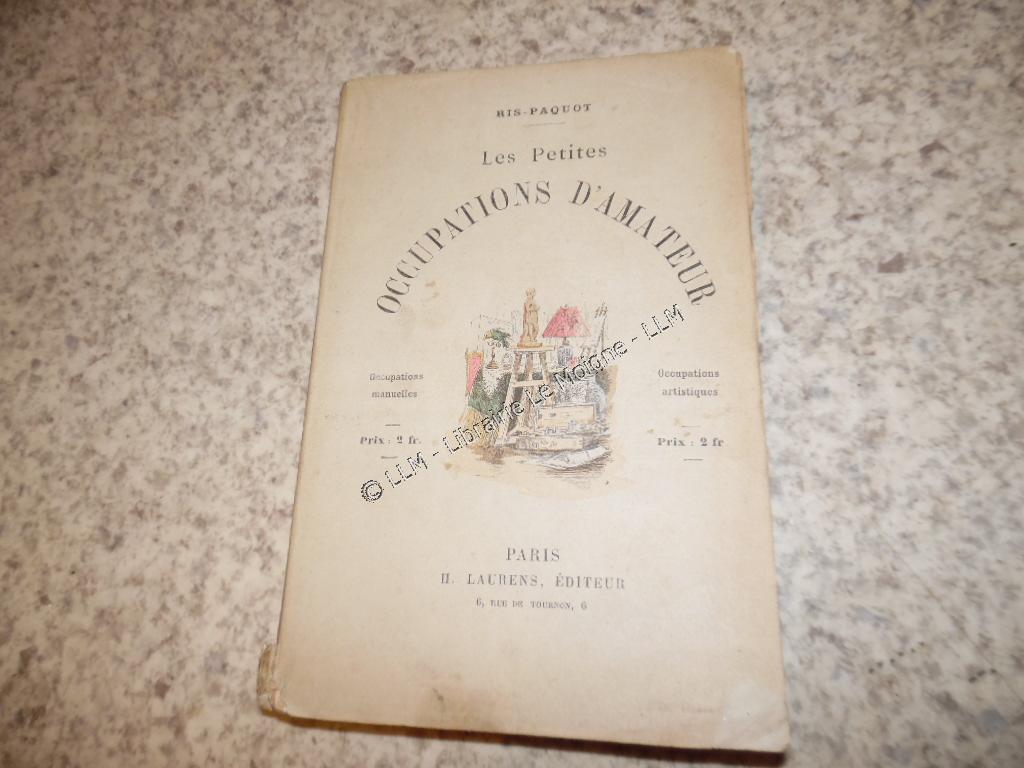 RIS-PAQUOT
Les Petites
OCCUPATIONS D'AMATEUR
Occupations
manuelles
Prix : 2 fr.
Occupations
artistiques
Prix : 2 fr
© LLM - Librairie Le Moigne - LLM
PARIS
H. LAURENS, ÉDITEUR
6, RUE DE TOURNON, 6